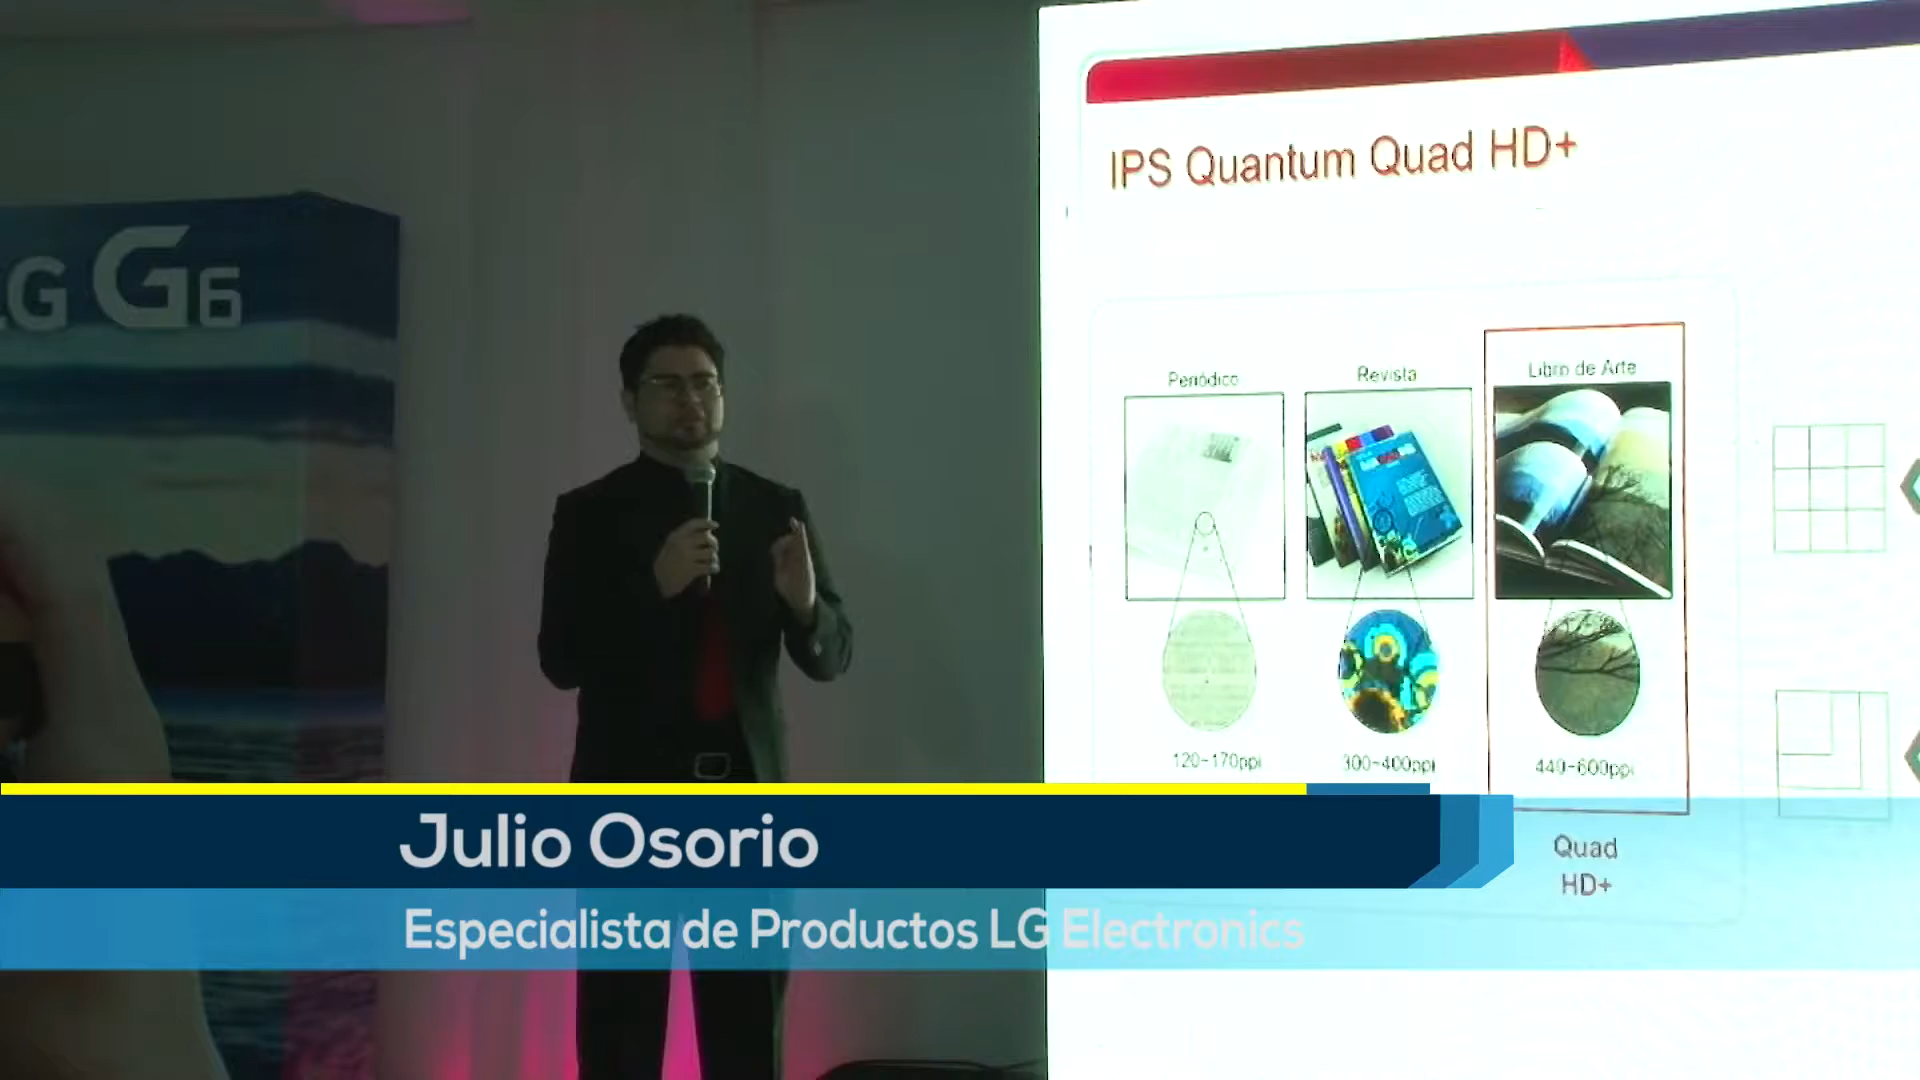 LG G6
IPS Quantum Quad HD+
Periódico
Revista
Libro de Arte
120~170ppi
300~400ppi
440~600ppi
Quad
HD+
Julio Osorio
Especialista de Productos LG Electronics